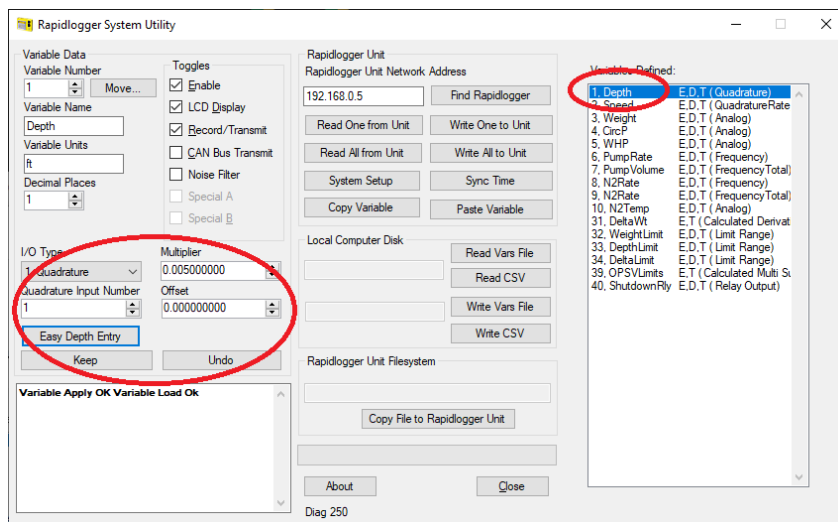 Rapidlogger System Utility
Variable Data
Variable Number
1
Move...
Variable Name
Depth
Variable Units
ft
Decimal Places
1
Toggles
Enable
LCD Display
Record/Transmit
CAN Bus Transmit
Noise Filter
Special A
Special B
I/O Type
1 Quadrature
Multiplier
0.005000000
Quadrature Input Number
1
Offset
0.000000000
Easy Depth Entry
Keep
Undo
Variable Apply OK Variable Load Ok
Rapidlogger Unit
Rapidlogger Unit Network Address
192.168.0.5
Find Rapidlogger
Read One from Unit
Write One to Unit
Read All from Unit
Write All to Unit
System Setup
Sync Time
Copy Variable
Paste Variable
Local Computer Disk
Read Vars File
Read CSV
Write Vars File
Write CSV
Rapidlogger Unit Filesystem
Copy File to Rapidlogger Unit
About
Close
Diag 250
Variables Defined:
1, Depth E,D,T ( Quadrature)
2, Speed E,D,T ( QuadratureRate
3, Weight E,D,T ( Analog)
4, CircP E,D,T ( Analog)
5, WHP E,D,T ( Analog)
6, PumpRate E,D,T ( Frequency)
7, PumpVolume E,D,T ( FrequencyTotal)
8, N2Rate E,D,T ( Frequency)
9, N2Rate E,D,T ( FrequencyTotal)
10, N2Temp E,D,T ( Analog)
31, DeltaWt E,T ( Calculated Derivat
32, WeightLimit E,D,T ( Limit Range)
33, DepthLimit E,D,T ( Limit Range)
34, DeltaLimit E,D,T ( Limit Range)
39, OPSVLimits E,T ( Calculated Multi Su
40, ShutdownRly E,D,T ( Relay Output)